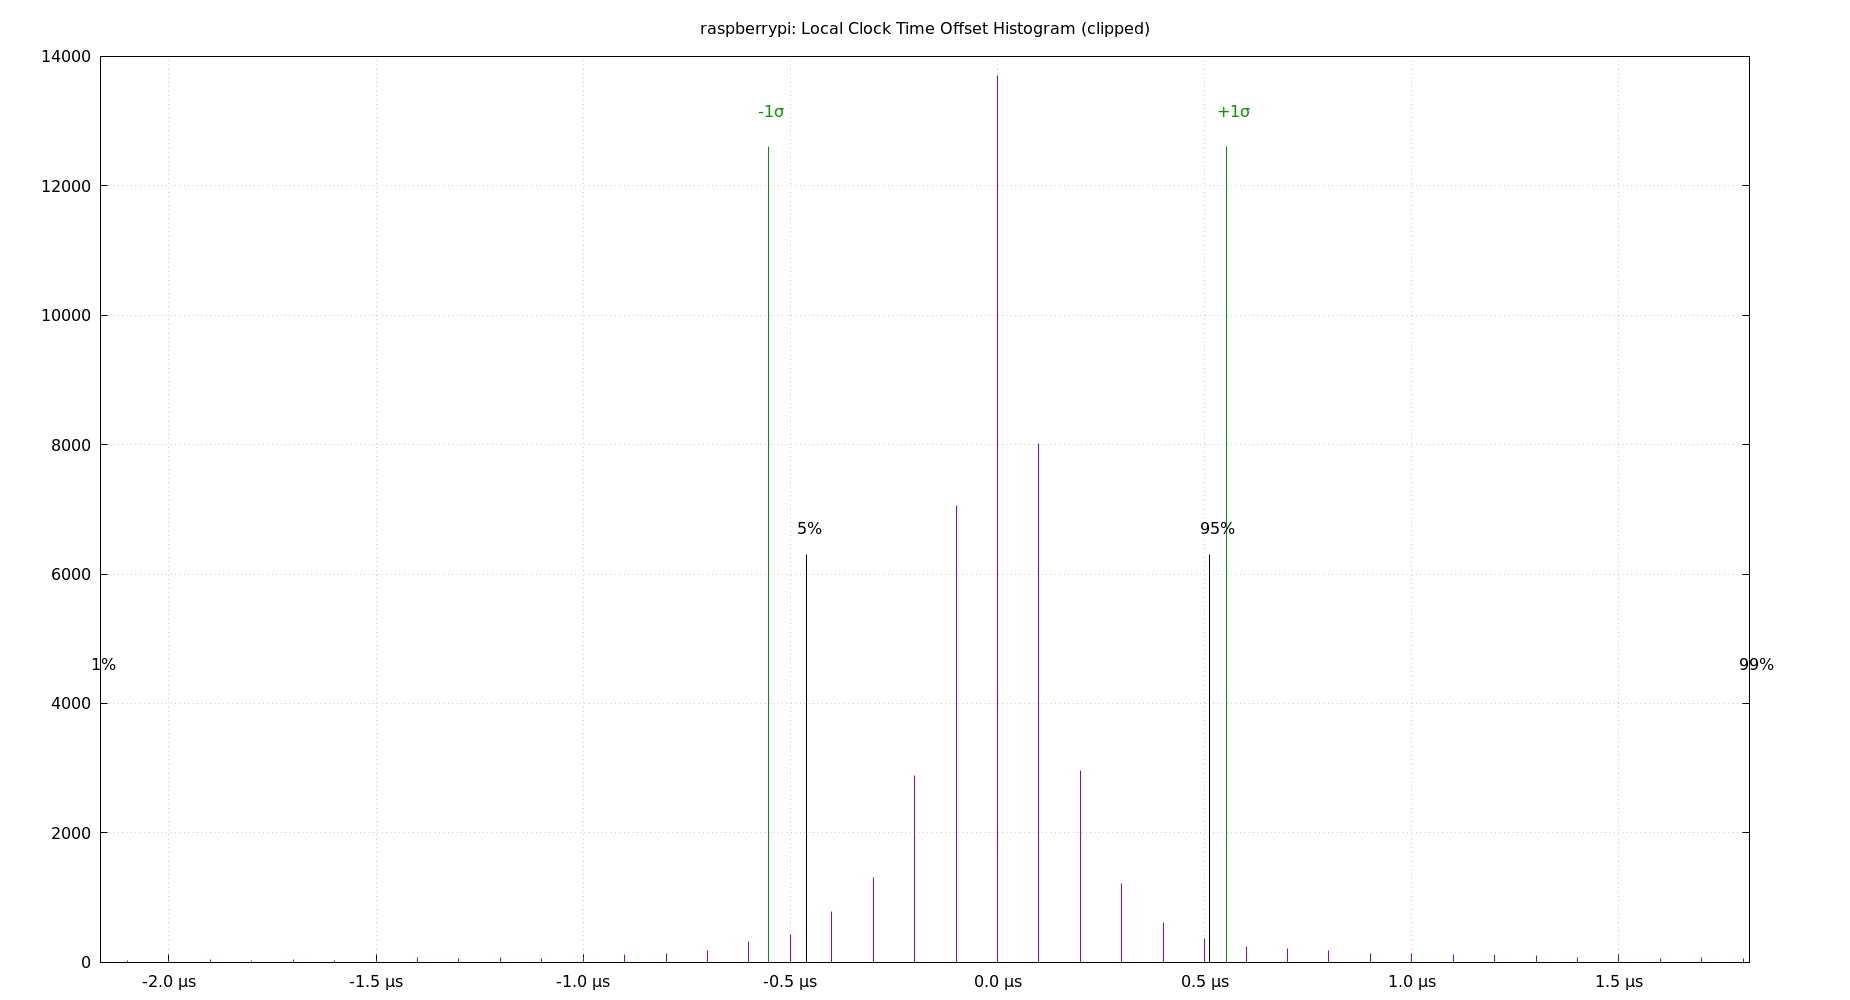 raspberrypi: Local Clock Time Offset Histogram (clipped)
14000
-1σ
+1σ
12000
10000
8000
5%
95%
6000
1%
99%
4000
2000
0
-2.0 µs
-1.5 µs
-1.0 µs
-0.5 µs
0.0 µs
0.5 µs
1.0 µs
1.5 µs